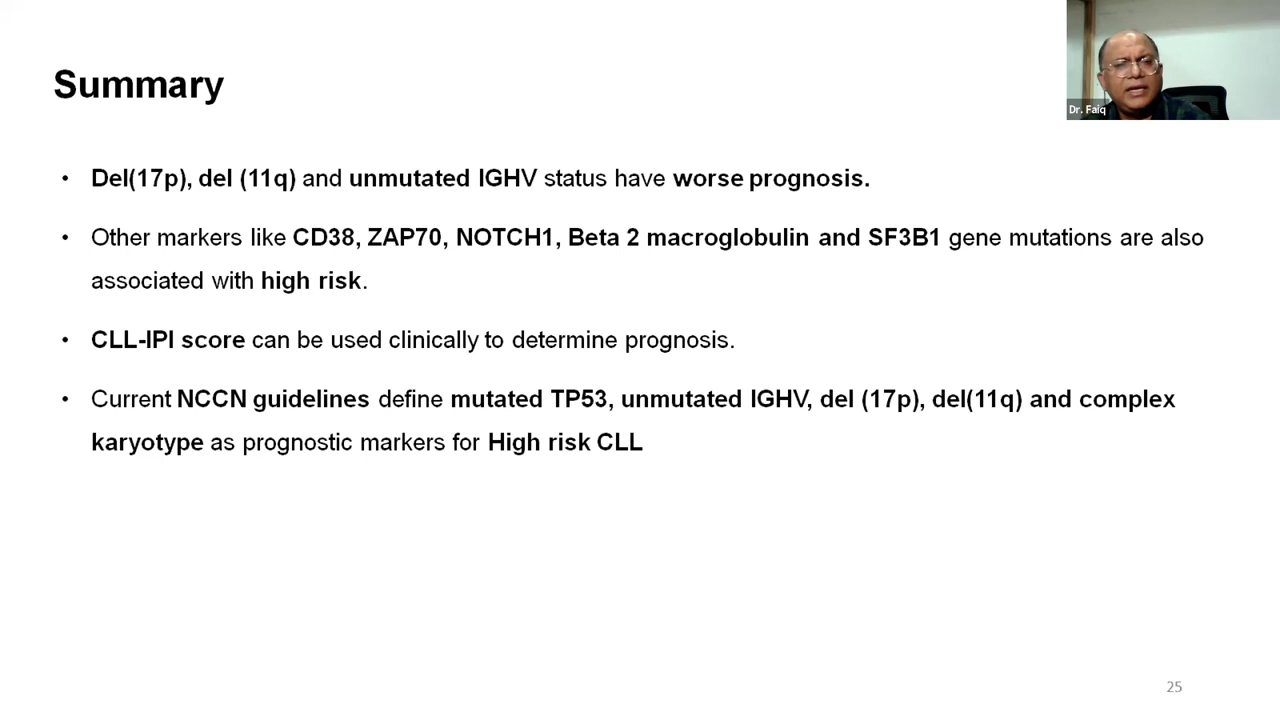 Summary
Dr. Faiq
• Del(17p), del (11q) and unmutated IGHV status have worse prognosis.
• Other markers like CD38, ZAP70, NOTCH1, Beta 2 macroglobulin and SF3B1 gene mutations are also
associated with high risk.
• CLL-IPI score can be used clinically to determine prognosis.
• Current NCCN guidelines define mutated TP53, unmutated IGHV, del (17p), del(11q) and complex
karyotype as prognostic markers for High risk CLL
25